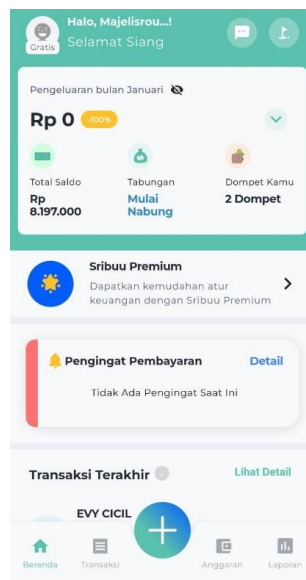 Halo, Majelisrou...!
Gratis
Selamat Siang
Pengeluaran bulan Januari
Rp 0 -100%
Total Saldo
Tabungan
Dompet Kamu
Rp 8.197.000
Mulai Nabung
2 Dompet
Sribuu Premium
Dapatkan kemudahan atur
keuangan dengan Sribuu Premium
Pengingat Pembayaran
Detail
Tidak Ada Pengingat Saat Ini
Transaksi Terakhir
Lihat Detail
EVY CICIL
Beranda
Transaksi
Anggaran
Laporan